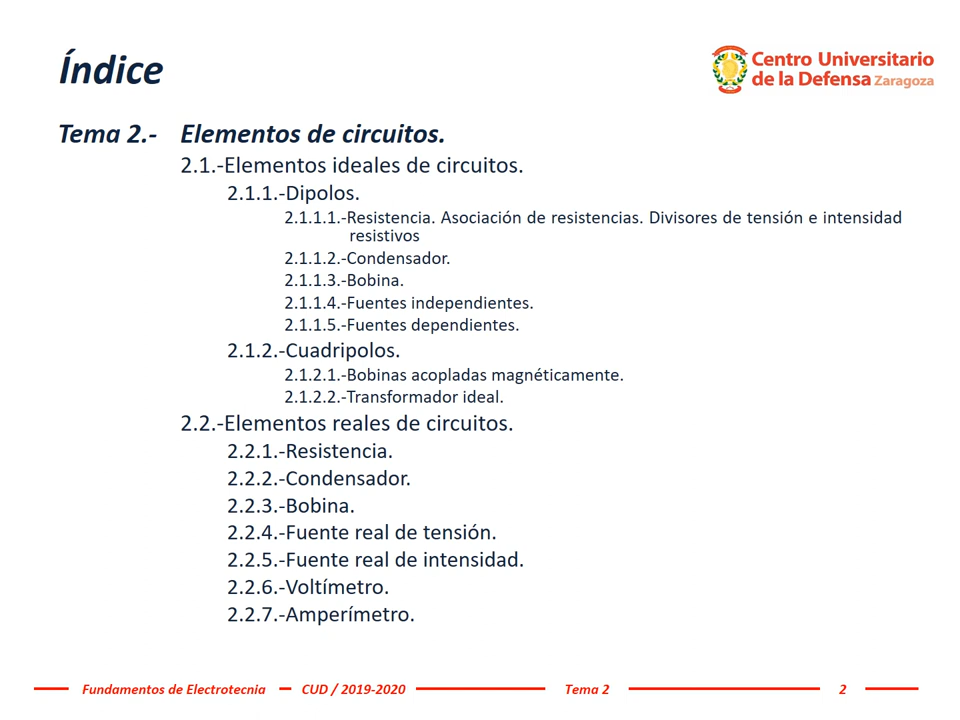 Índice
Centro Universitario
de la Defensa Zaragoza
Tema 2.- Elementos de circuitos.
2.1.-Elementos ideales de circuitos.
2.1.1.-Dipolos.
2.1.1.1.-Resistencia. Asociación de resistencias. Divisores de tensión e intensidad
resistivos
2.1.1.2.-Condensador.
2.1.1.3.-Bobina.
2.1.1.4.-Fuentes independientes.
2.1.1.5.-Fuentes dependientes.
2.1.2.-Cuadripolos.
2.1.2.1.-Bobinas acopladas magnéticamente.
2.1.2.2.-Transformador ideal.
2.2.-Elementos reales de circuitos.
2.2.1.-Resistencia.
2.2.2.-Condensador.
2.2.3.-Bobina.
2.2.4.-Fuente real de tensión.
2.2.5.-Fuente real de intensidad.
2.2.6.-Voltímetro.
2.2.7.-Amperímetro.
Fundamentos de Electrotecnia CUD / 2019-2020 Tema 2 2